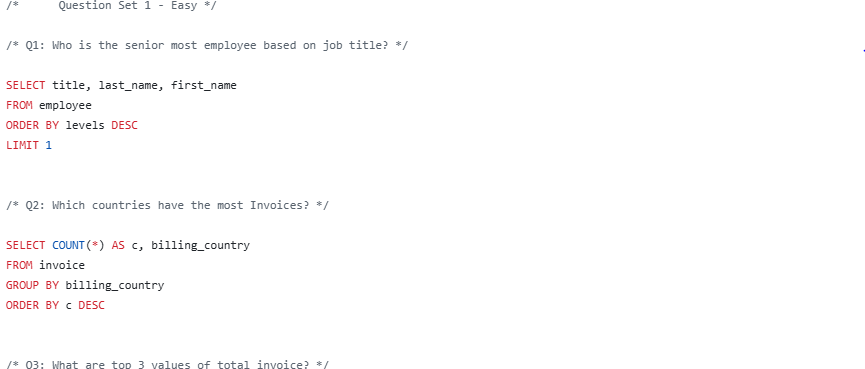 /*      Question Set 1 - Easy */
/* Q1: Who is the senior most employee based on job title? */
SELECT title, last_name, first_name
FROM employee
ORDER BY levels DESC
LIMIT 1
/* Q2: Which countries have the most Invoices? */
SELECT COUNT(*) AS c, billing_country
FROM invoice
GROUP BY billing_country
ORDER BY c DESC
/* Q3: What are top 3 values of total invoice? */